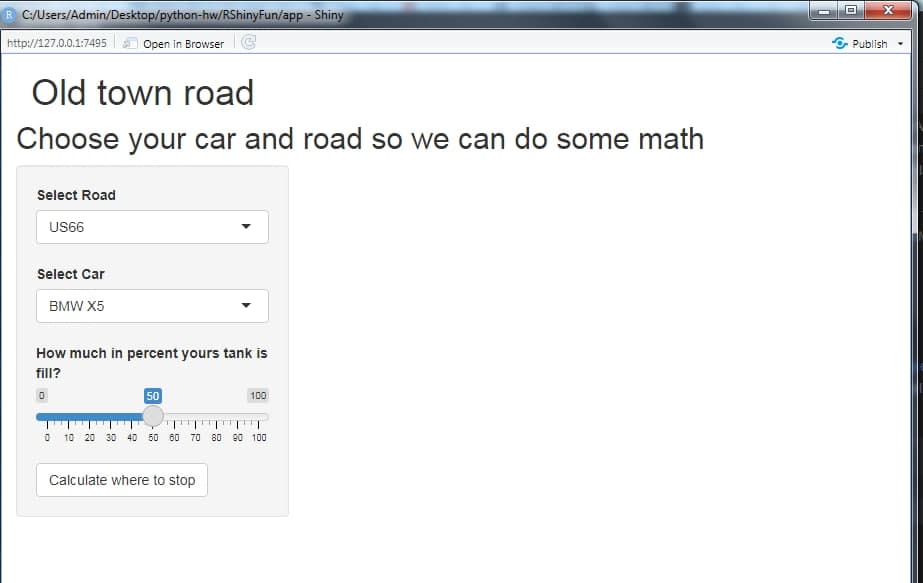 C:/Users/Admin/Desktop/python-hw/RShinyFun/app - Shiny
http://127.0.0.1:7495 Open in Browser Publish
Old town road
Choose your car and road so we can do some math
Select Road
US66
Select Car
BMW X5
How much in percent yours tank is
fill?
0 50 100
0 10 20 30 40 50 60 70 80 90 100
Calculate where to stop